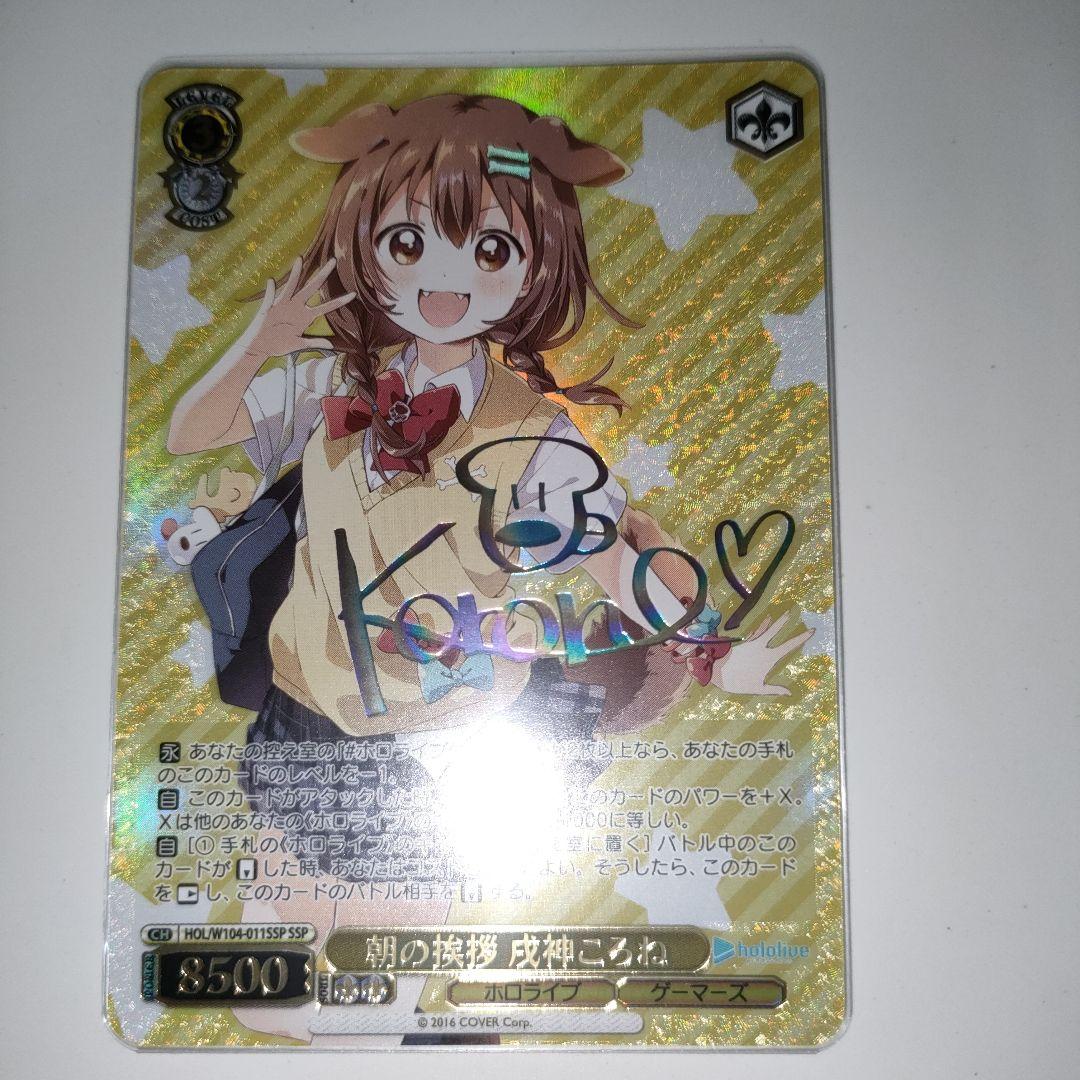 LEVEL
3
2
COST
Korone
永 あなたの控え室の「#ホロライブ 枚以上なら、あなたの手札
のこのカードのレベルを－1。
自 このカードがアタックした のカードのパワーを＋X。
Xは他のあなたの《ホロライブ》の 000に等しい。
自 [① 手札の《ホロライブ》の 室に置く] バトル中のこの
カードが した時、あなたは よい。そうしたら、このカード
を し、このカードのバトル相手を する。
CH HOL/W104-011SSP SSP
朝の挨拶 戌神ころね
hololive
POWER 8500
SOUL
ホロライブ ゲーマーズ
© 2016 COVER Corp.